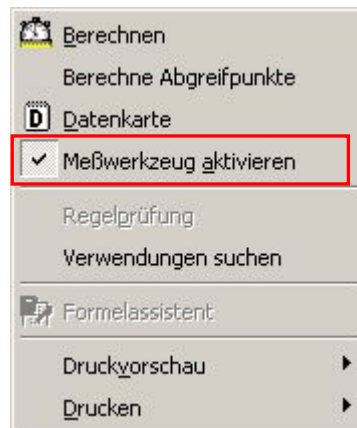 Berechnen
Berechne Abgreifpunkte
D Datenkarte
Meßwerkzeug aktivieren
Regelprüfung
Verwendungen suchen
Formelassistent
Druckvorschau
Drucken